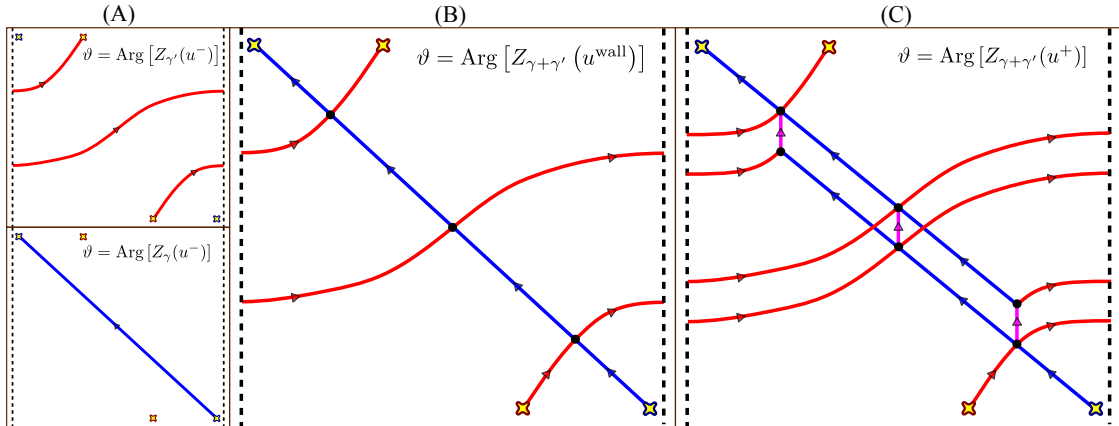 (A)
(B)
(C)
ϑ = Arg [Z_{γ′}(u⁻)]
ϑ = Arg [Z_{γ+γ′} (u^{wall})]
ϑ = Arg [Z_{γ+γ′}(u⁺)]
ϑ = Arg [Z_γ(u⁻)]